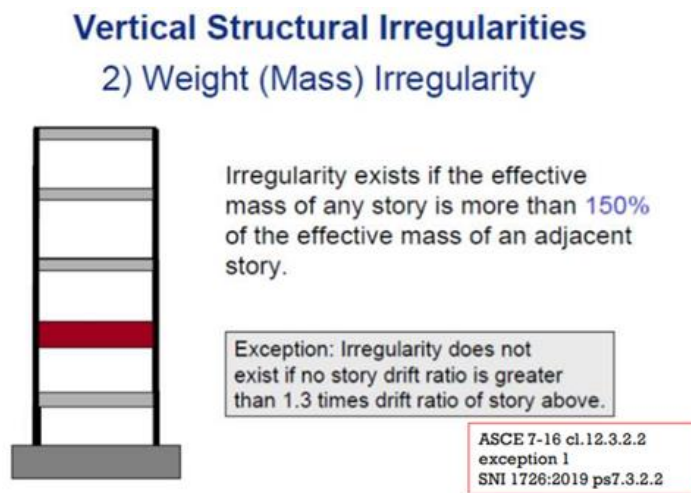 Vertical Structural Irregularities
2) Weight (Mass) Irregularity
Irregularity exists if the effective
mass of any story is more than 150%
of the effective mass of an adjacent
story.
Exception: Irregularity does not
exist if no story drift ratio is greater
than 1.3 times drift ratio of story above.
ASCE 7-16 cl.12.3.2.2
exception 1
SNI 1726:2019 ps7.3.2.2